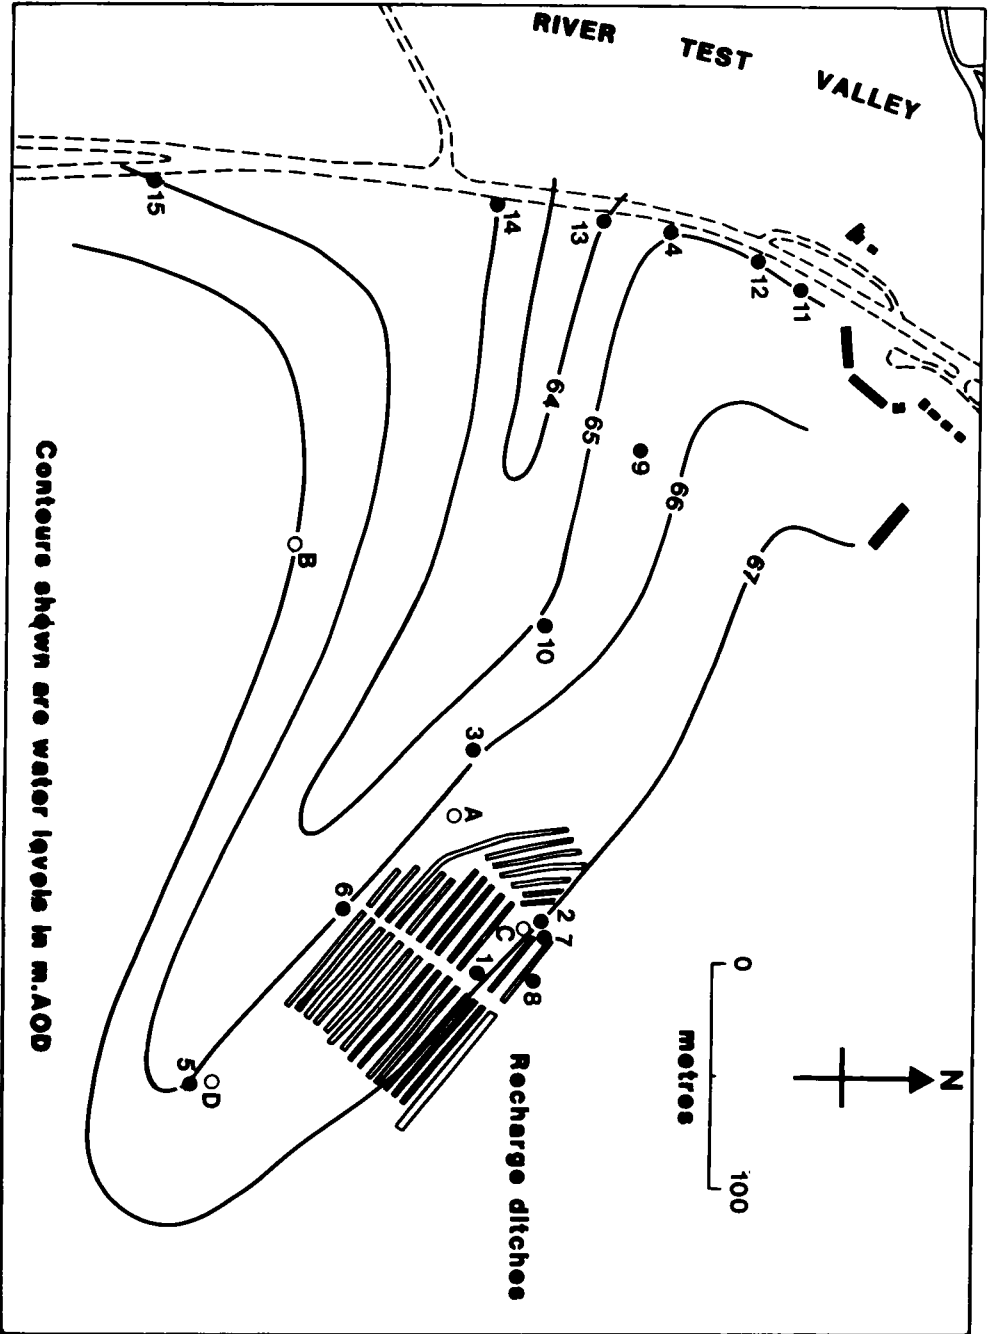 RIVER TEST VALLEY
15
14
13
4
12
11
64
65
9
66
67
B
10
3
A
6
2
C
7
1
8
5
D
0
100
metres
N
Recharge ditches
Contours shown are water levels in m.AOD